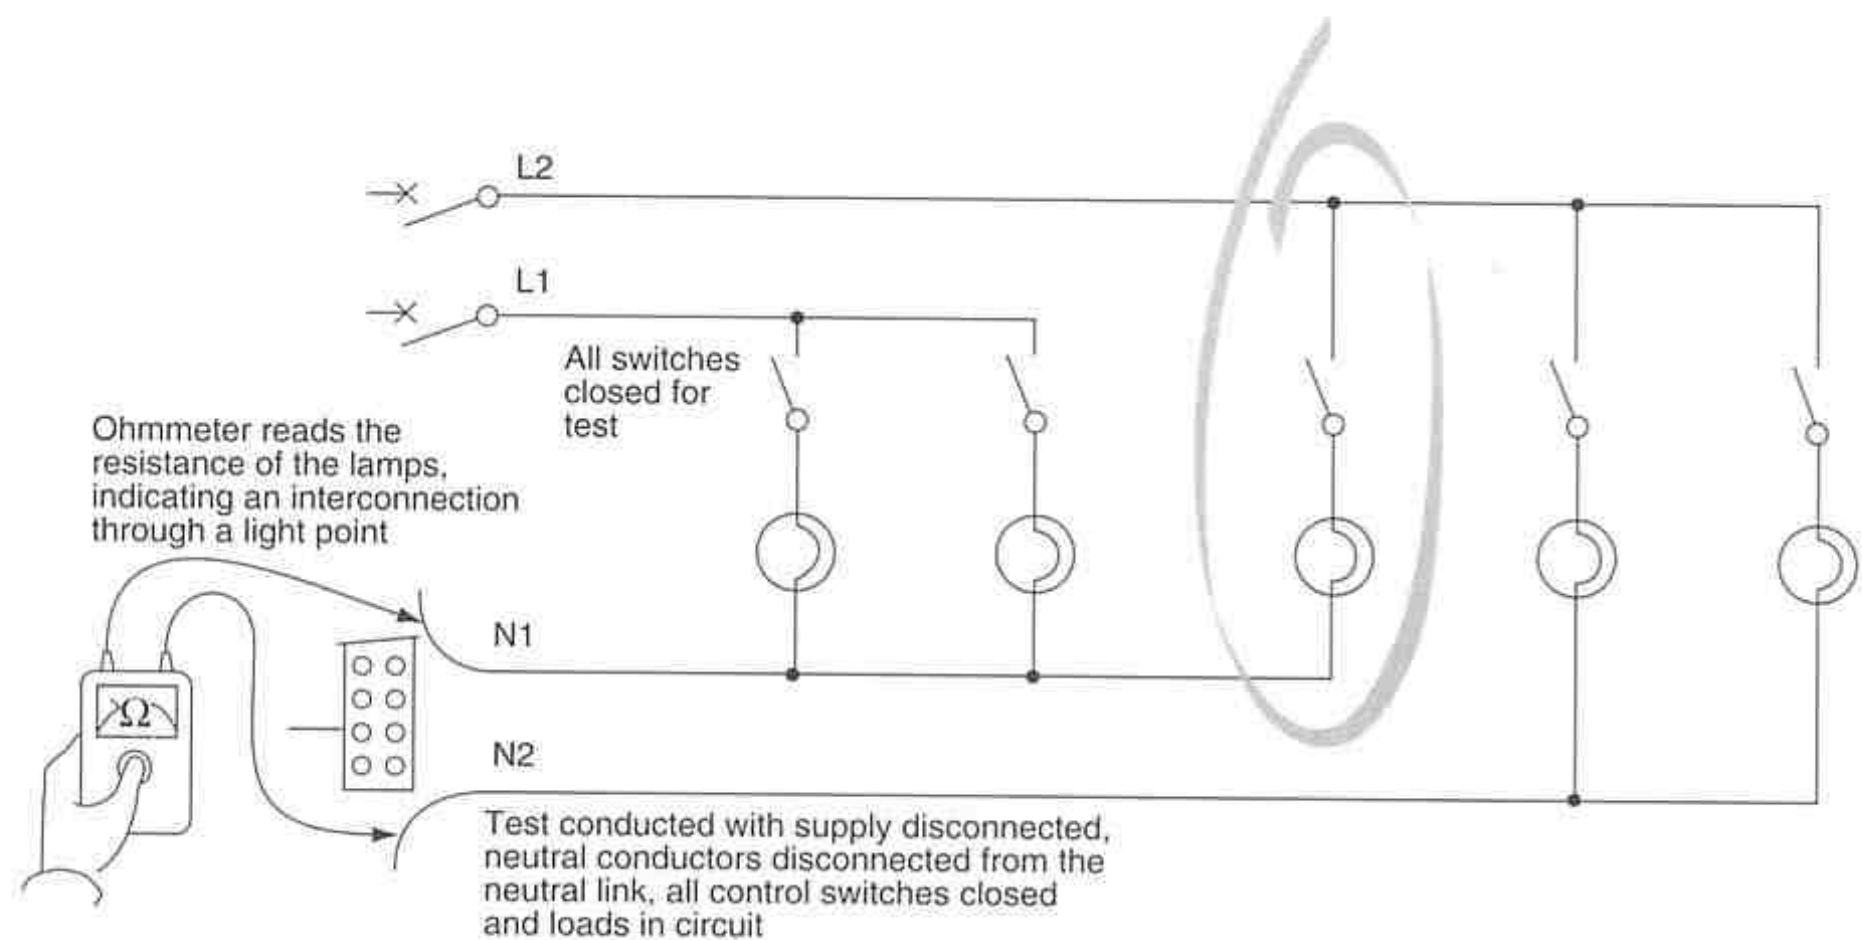 L2
L1
All switches
closed for
test
Ohmmeter reads the
resistance of the lamps,
indicating an interconnection
through a light point
N1
Ω
N2
Test conducted with supply disconnected,
neutral conductors disconnected from the
neutral link, all control switches closed
and loads in circuit